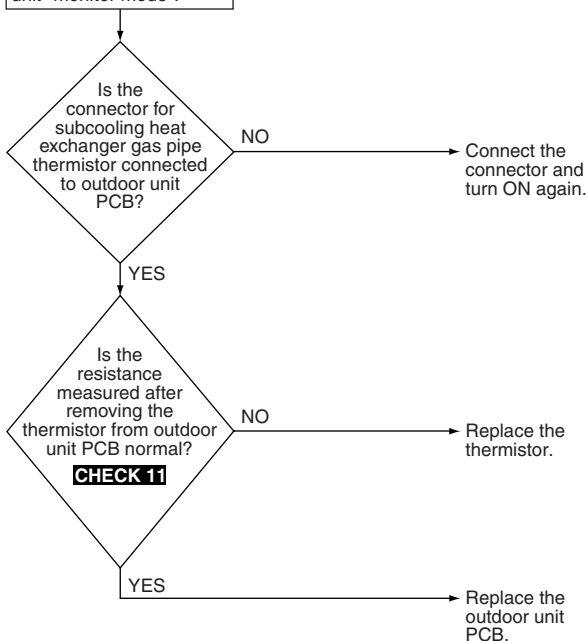 unit "monitor mode".
Is the
connector for
subcooling heat
exchanger gas pipe
thermistor connected
to outdoor unit
PCB?
NO
Connect the
connector and
turn ON again.
YES
Is the
resistance
measured after
removing the
thermistor from outdoor
unit PCB normal?
CHECK 11
NO
Replace the
thermistor.
YES
Replace the
outdoor unit
PCB.